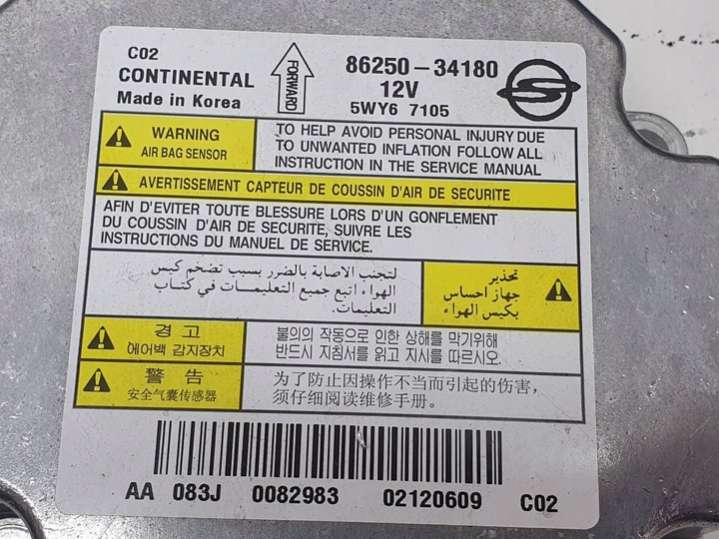 C02
CONTINENTAL
Made in Korea
FORWARD
86250-34180
12V
5WY6 7105
WARNING
AIR BAG SENSOR
TO HELP AVOID PERSONAL INJURY DUE
TO UNWANTED INFLATION FOLLOW ALL
INSTRUCTION IN THE SERVICE MANUAL
AVERTISSEMENT CAPTEUR DE COUSSIN D'AIR DE SECURITE
AFIN D'EVITER TOUTE BLESSURE LORS D'UN GONFLEMENT
DU COUSSIN D'AIR DE SECURITE, SUIVRE LES
INSTRUCTIONS DU MANUEL DE SERVICE.
تحذير
جهاز احساس
بكيس الهواء
لتجنب الاصابة بالضرر بسبب تضخم كيس
الهواء اتبع جميع التعليمات في كتاب
التعليمات.
경 고
에어백 감지장치
불의의 작동으로 인한 상해를 막기위해
반드시 지침서를 읽고 지시를 따르시오.
警 告
安全气囊传感器
为了防止因操作不当而引起的伤害，
须仔细阅读维修手册。
AA 083J 0082983 02120609 C02